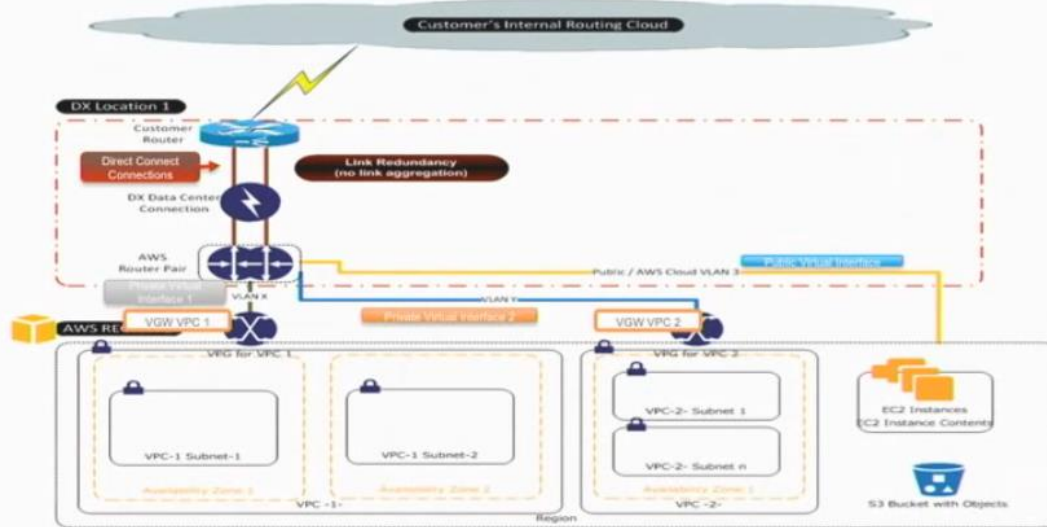 Customer's Internal Routing Cloud
DX Location 1
Customer
Router
Direct Connect
Connections
Link Redundancy
(no link aggregation)
DX Data Center
Connection
AWS
Router Pair
Public Virtual Interface
Public / AWS Cloud VLAN 3
Private Virtual
Interface 1
VLAN X
VLAN Y
VGW VPC 1
Private Virtual Interface 2
VGW VPC 2
AWS RE
VPG for VPC 1
VPG for VPC 2
VPC-1 Subnet-1
VPC-1 Subnet-2
VPC-2- Subnet 1
VPC-2- Subnet n
EC2 Instances
EC2 Instance Contents
Availability Zone 1
Availability Zone 2
Availability Zone 1
S3 Bucket with Objects
VPC -1-
VPC -2-
Region